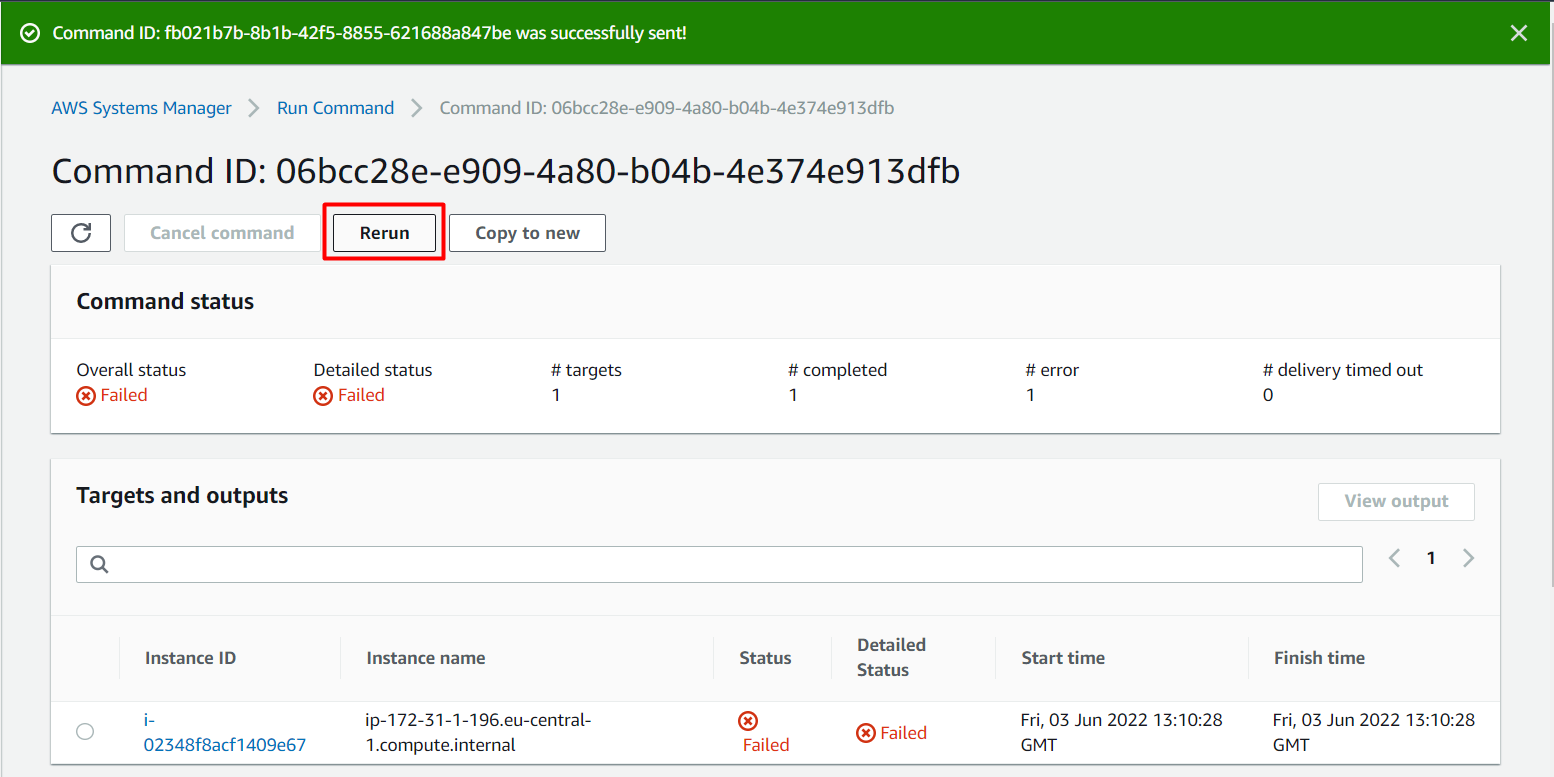 Command ID: fb021b7b-8b1b-42f5-8855-621688a847be was successfully sent!
AWS Systems Manager
Run Command
Command ID: 06bcc28e-e909-4a80-b04b-4e374e913dfb
Command ID: 06bcc28e-e909-4a80-b04b-4e374e913dfb
Cancel command
Rerun
Copy to new
Command status
Overall status
Failed
Detailed status
Failed
# targets
1
# completed
1
# error
1
# delivery timed out
0
Targets and outputs
View output
1
Instance ID
Instance name
Status
Detailed
Status
Start time
Finish time
i-
02348f8acf1409e67
ip-172-31-1-196.eu-central-
1.compute.internal
Failed
Failed
Fri, 03 Jun 2022 13:10:28
GMT
Fri, 03 Jun 2022 13:10:28
GMT